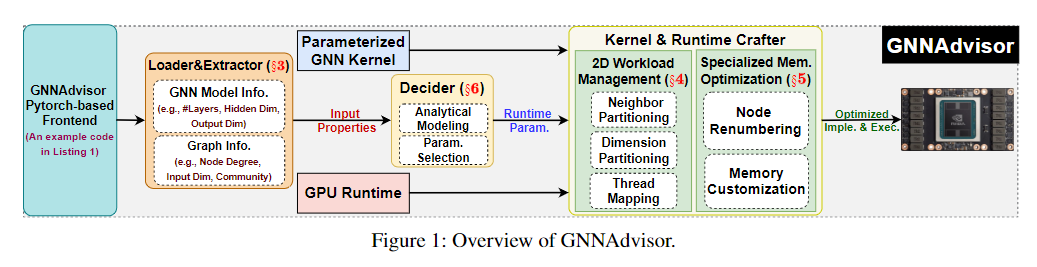 GNNAdvisor
Pytorch-based
Frontend
(An example code
in Listing 1)
Loader&Extractor (§3)
GNN Model Info.
(e.g., #Layers, Hidden Dim,
Output Dim)
Graph Info.
(e.g., Node Degree,
Input Dim, Community)
Parameterized
GNN Kernel
Input
Properties
Decider (§6)
Analytical
Modeling
Param.
Selection
Runtime
Param.
GPU Runtime
Kernel & Runtime Crafter
2D Workload
Management (§4)
Neighbor
Partitioning
Dimension
Partitioning
Thread
Mapping
Specialized Mem.
Optimization (§5)
Node
Renumbering
Memory
Customization
Optimized
Imple. & Exec.
GNNAdvisor
Figure 1: Overview of GNNAdvisor.